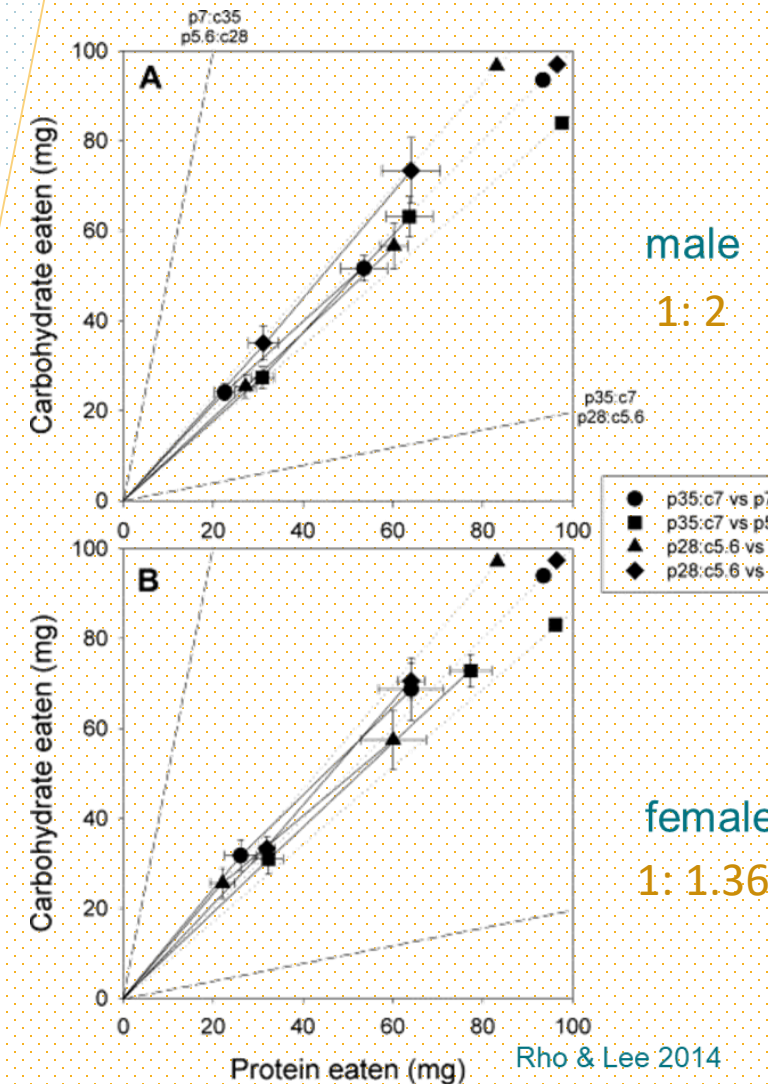 p7:c35
p5.6:c28
100
80
60
40
20
0
Carbohydrate eaten (mg)
A
p35:c7
p28:c5.6
0 20 40 60 80 100
male
1: 2
p35:c7 vs p7
p35:c7 vs p5
p28:c5.6 vs
p28:c5.6 vs
100
80
60
40
20
0
Carbohydrate eaten (mg)
B
0 20 40 60 80 100
Protein eaten (mg)
female
1: 1.36
Rho & Lee 2014